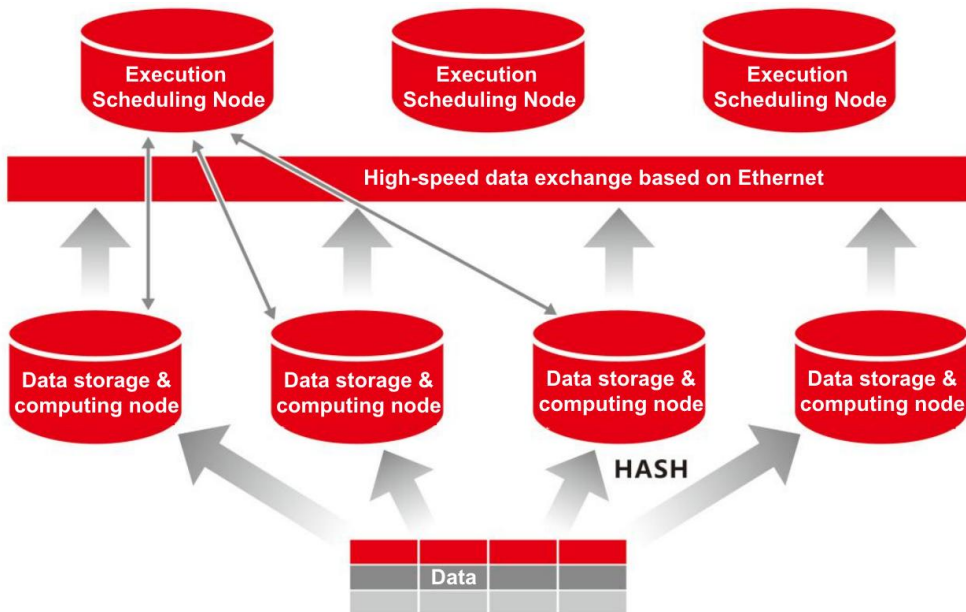 Execution
Scheduling Node
Execution
Scheduling Node
Execution
Scheduling Node
High-speed data exchange based on Ethernet
Data storage &
computing node
Data storage &
computing node
Data storage &
computing node
Data storage &
computing node
HASH
Data